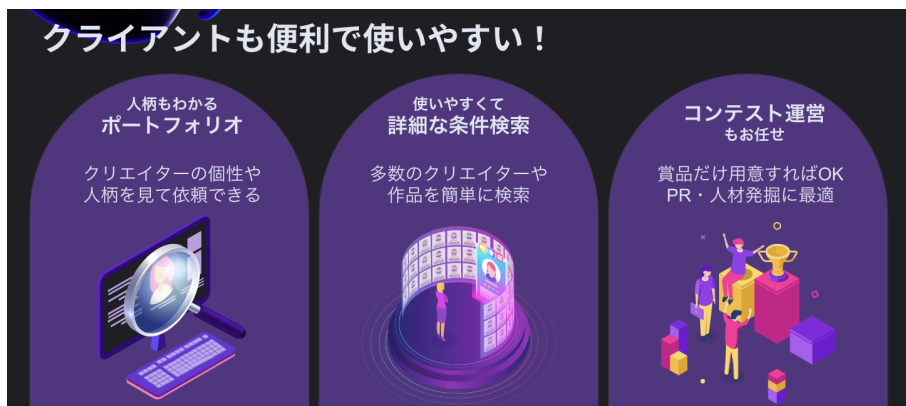 クライアントも便利で使いやすい！
人柄もわかる
ポートフォリオ
クリエイターの個性や
人柄を見て依頼できる
使いやすくて
詳細な条件検索
多数のクリエイターや
作品を簡単に検索
コンテスト運営
もお任せ
賞品だけ用意すればOK
PR・人材発掘に最適